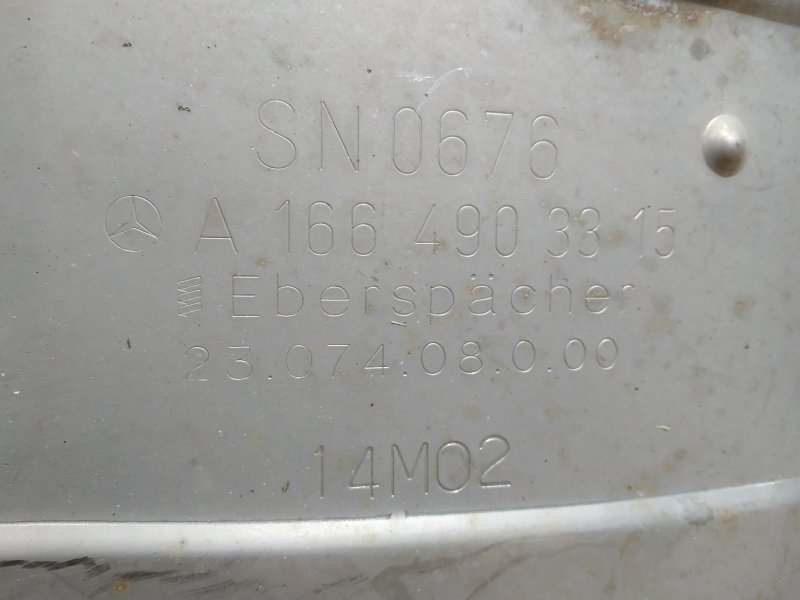 SN0676
A 166 490 33 15
Eberspächer
23.074.08.0.00
14M02